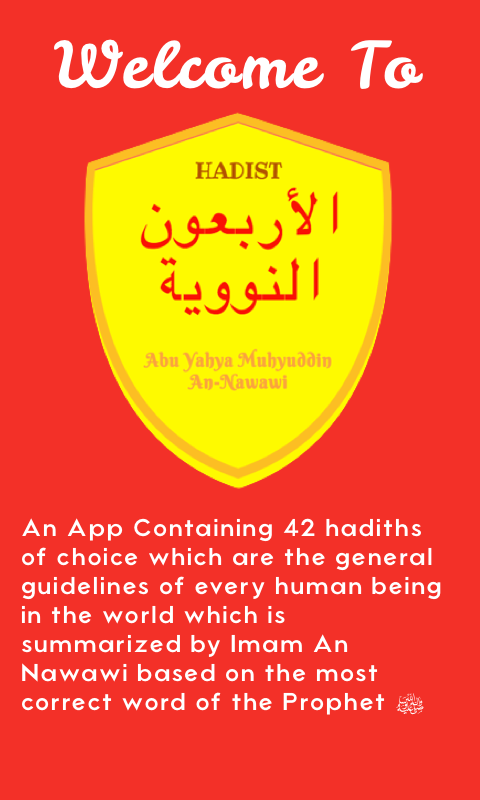 Welcome To
HADIST
الأربعون
النووية
Abu Yahya Muhyuddin
An-Nawawi
An App Containing 42 hadiths
of choice which are the general
guidelines of every human being
in the world which is
summarized by Imam An
Nawawi based on the most
correct word of the Prophet ﷺ